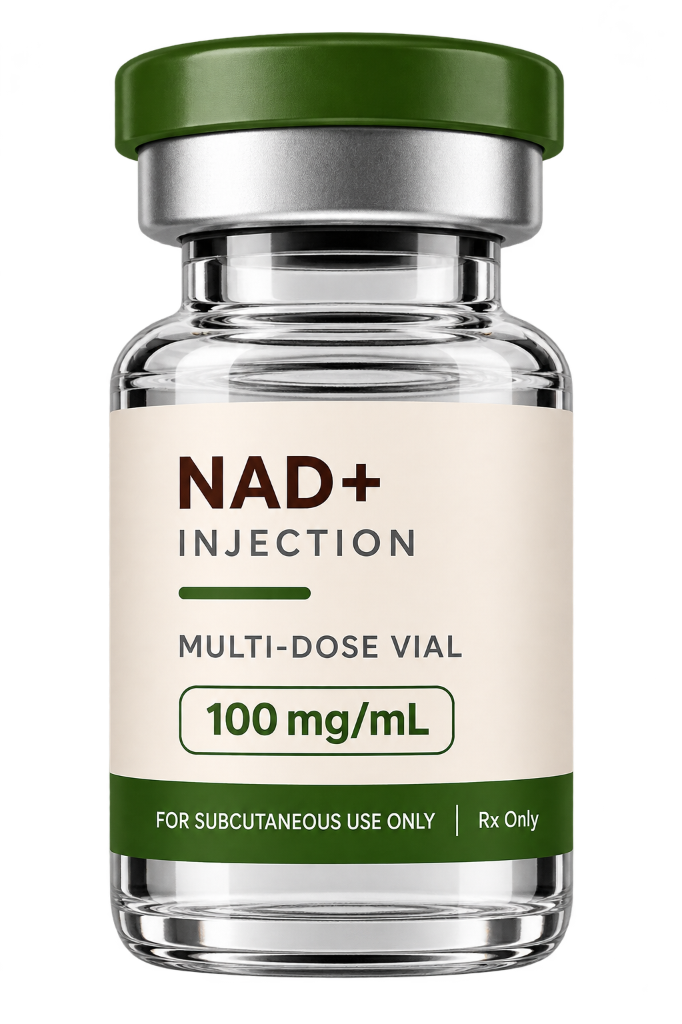 NAD+
INJECTION
MULTI-DOSE VIAL
100 mg/mL
FOR SUBCUTANEOUS USE ONLY | Rx Only